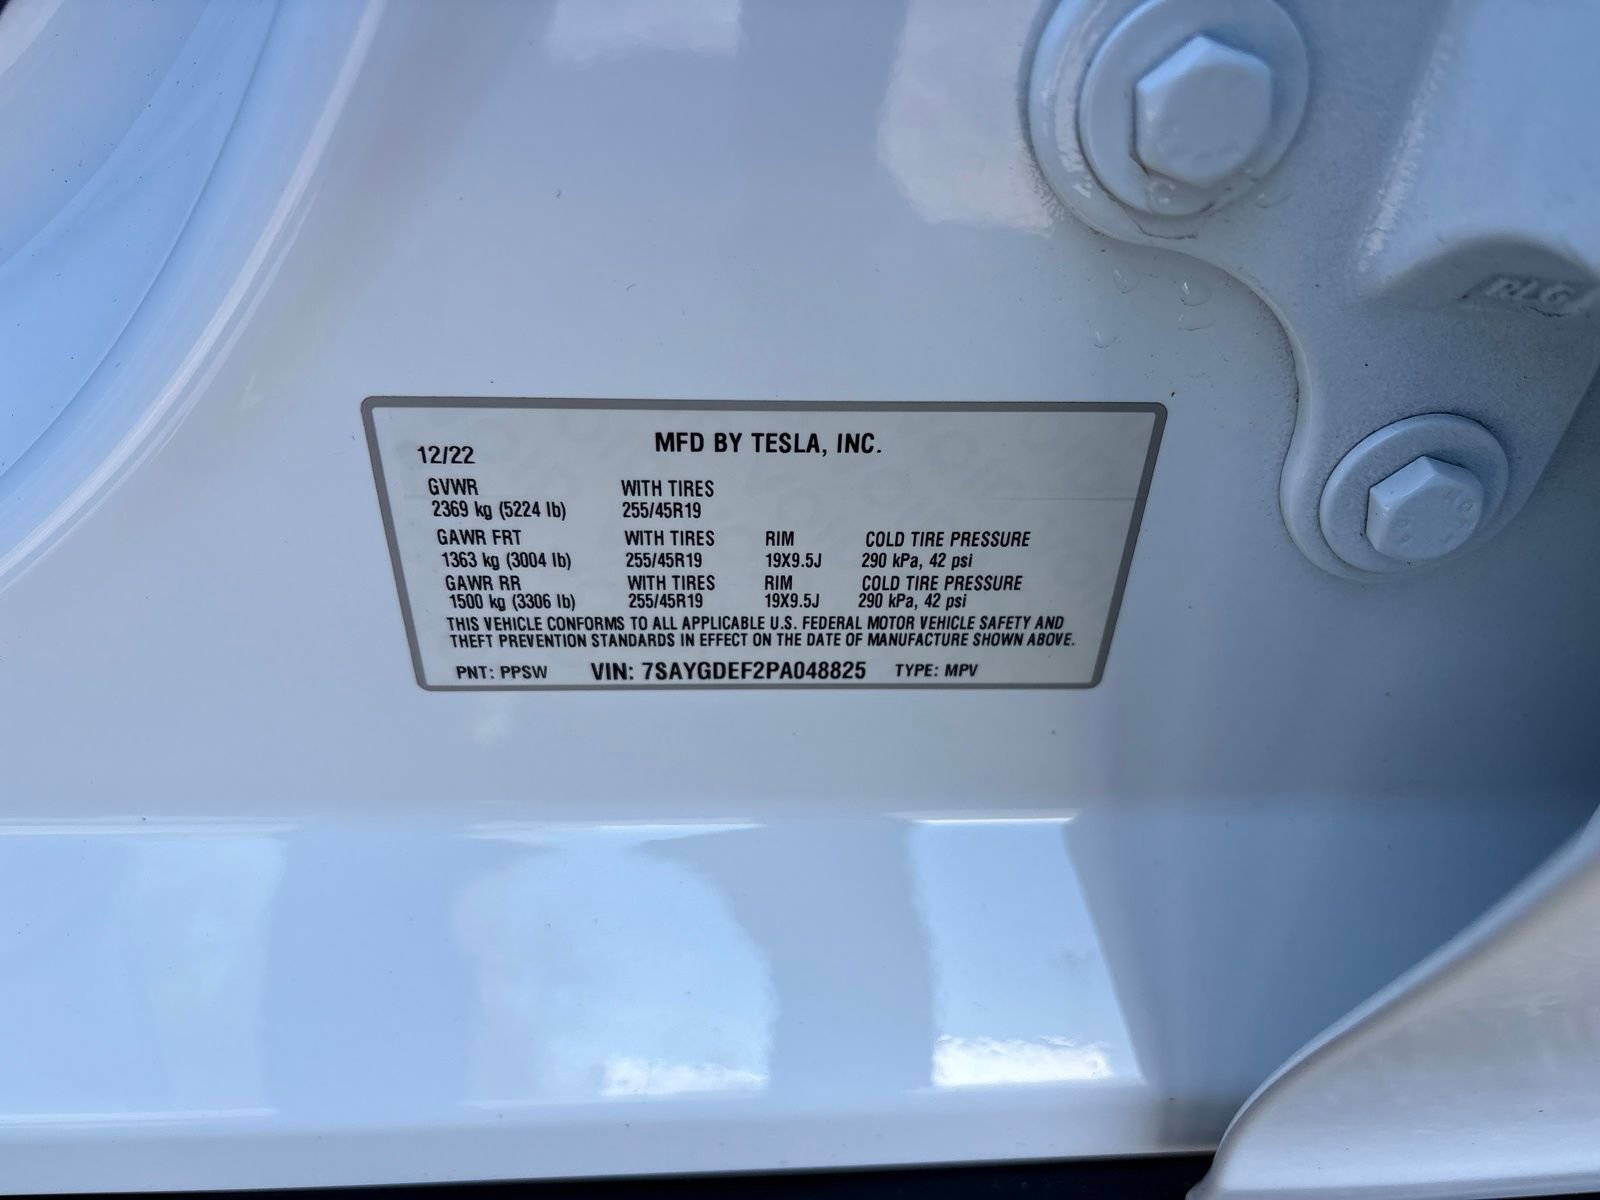 MFD BY TESLA, INC.
12/22
GVWR WITH TIRES
2369 kg (5224 lb) 255/45R19
GAWR FRT WITH TIRES RIM COLD TIRE PRESSURE
1363 kg (3004 lb) 255/45R19 19X9.5J 290 kPa, 42 psi
GAWR RR WITH TIRES RIM COLD TIRE PRESSURE
1500 kg (3306 lb) 255/45R19 19X9.5J 290 kPa, 42 psi
THIS VEHICLE CONFORMS TO ALL APPLICABLE U.S. FEDERAL MOTOR VEHICLE SAFETY AND
THEFT PREVENTION STANDARDS IN EFFECT ON THE DATE OF MANUFACTURE SHOWN ABOVE.
PNT: PPSW VIN: 7SAYGDEF2PA048825 TYPE: MPV